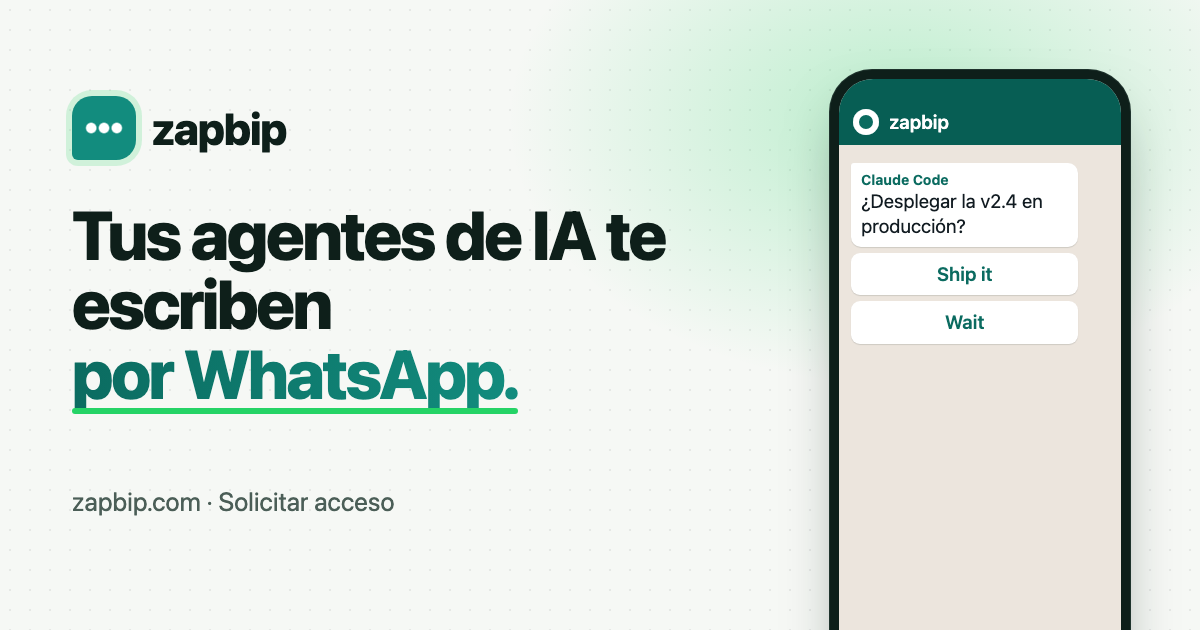 zapbip
Tus agentes de IA te
escriben
por WhatsApp.
zapbip.com · Solicitar acceso
zapbip
Claude Code
¿Desplegar la v2.4 en
producción?
Ship it
Wait